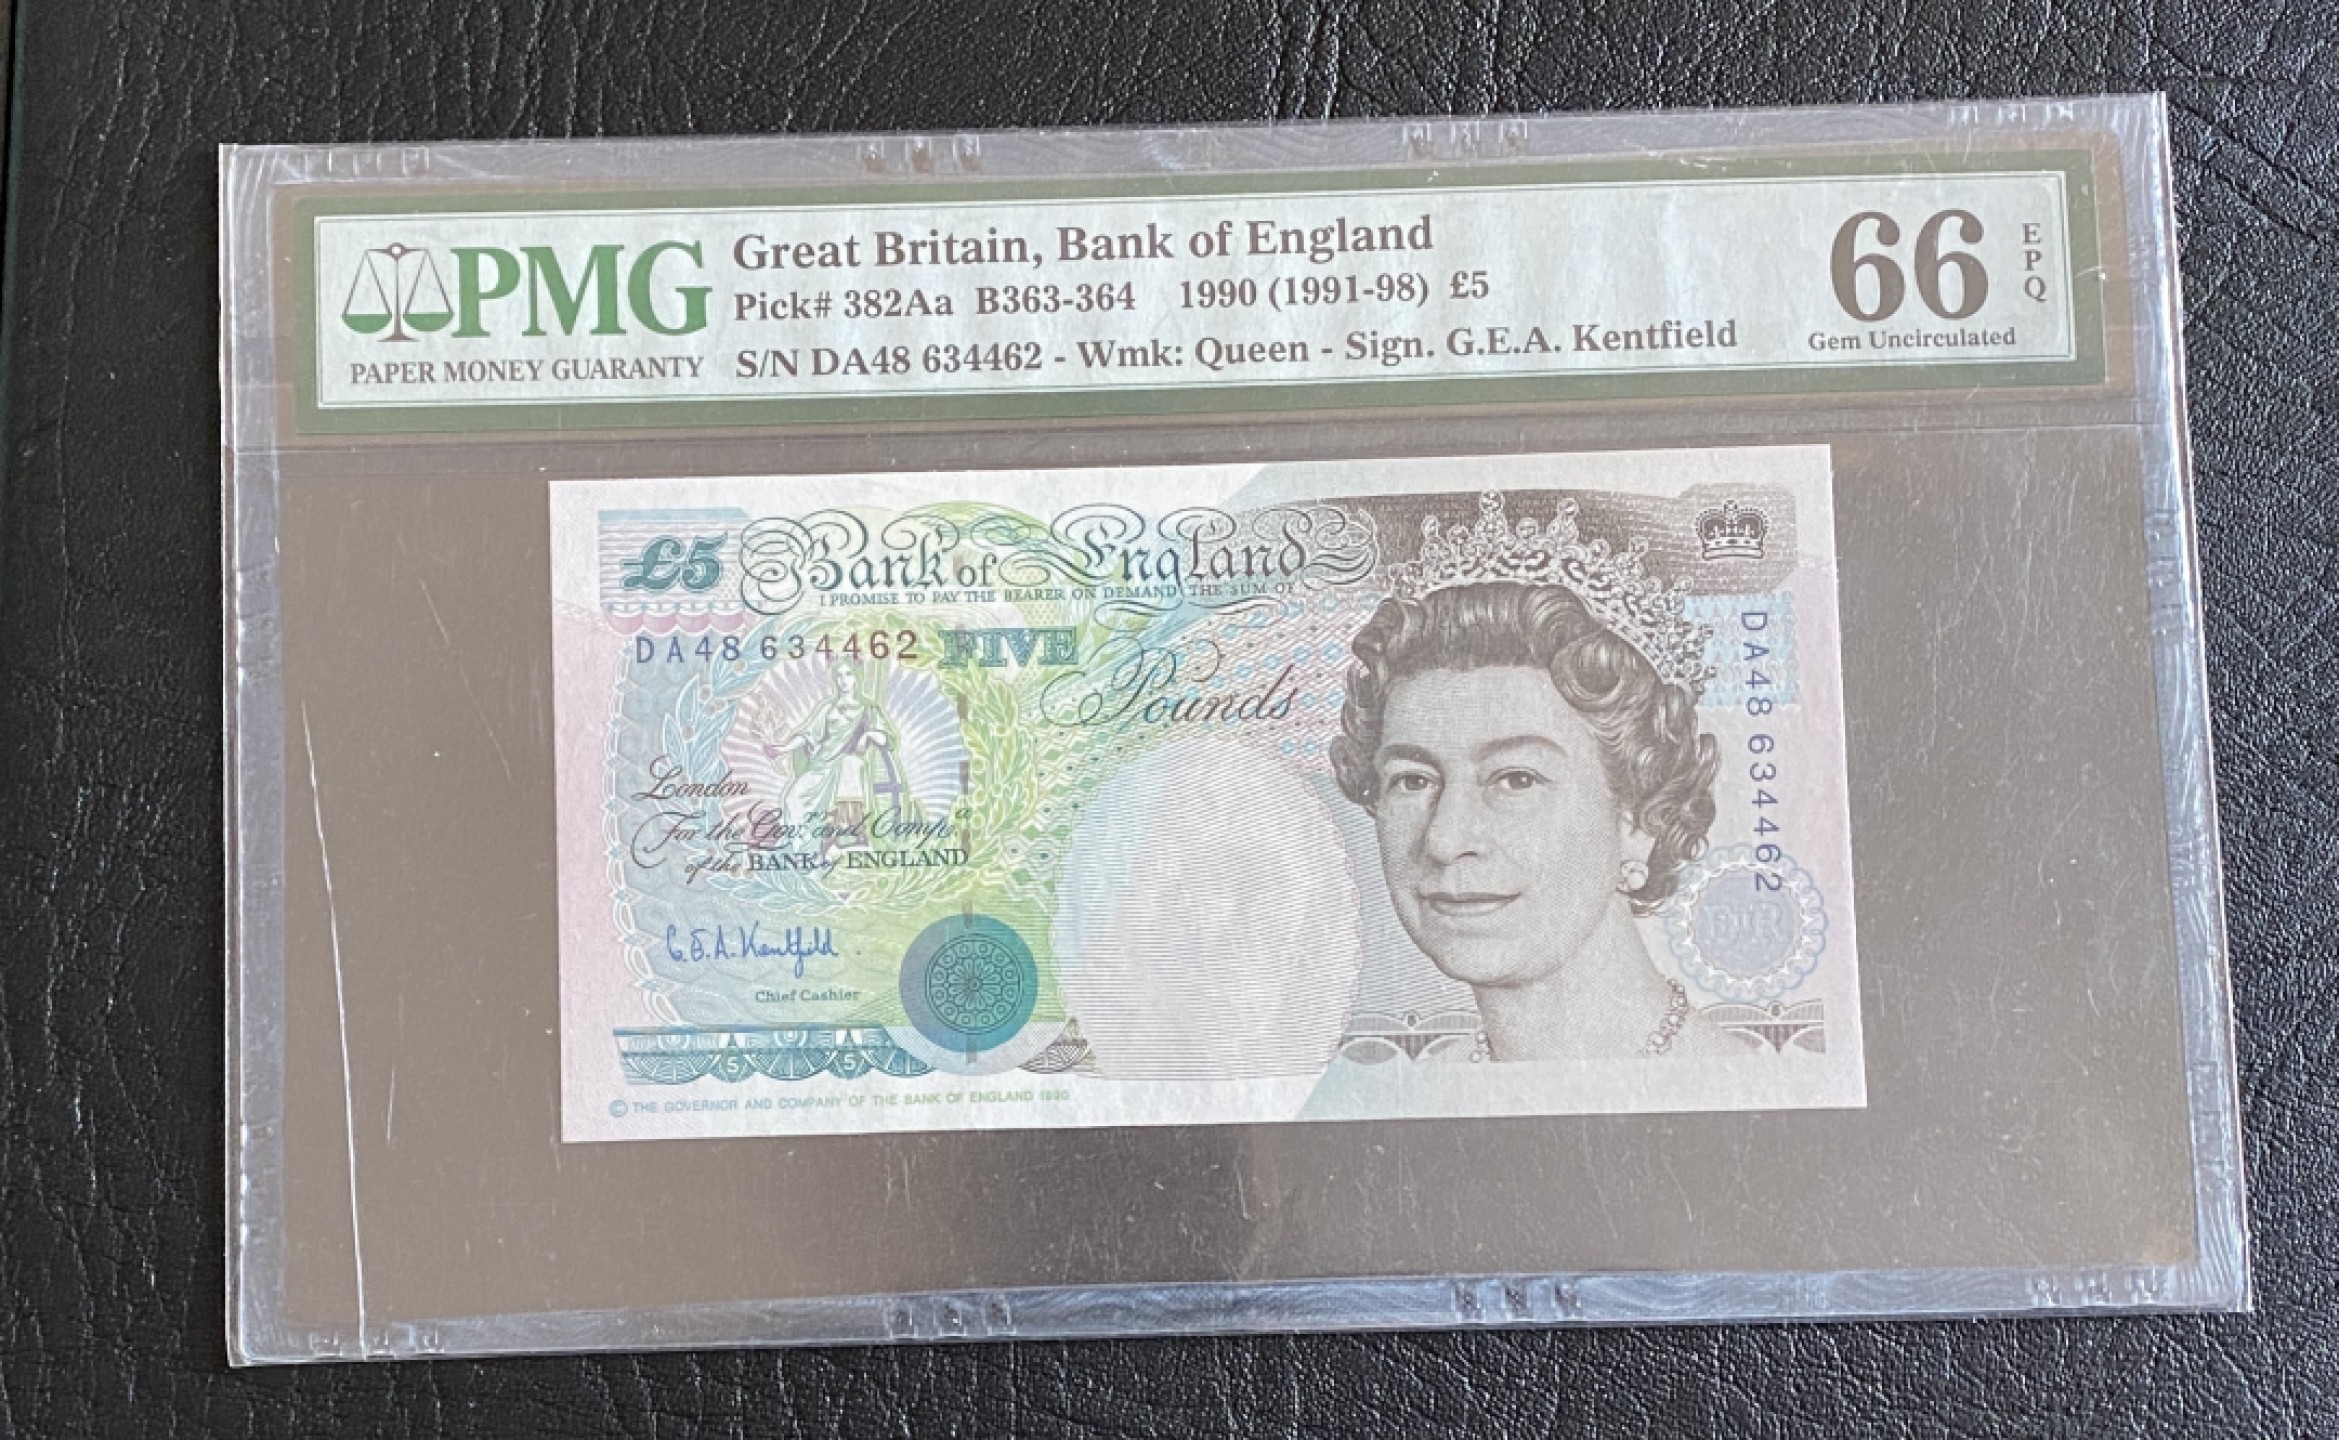 PMG
PAPER MONEY GUARANTY
Great Britain, Bank of England
Pick# 382Aa B363-364 1990 (1991-98) £5
S/N DA48 634462 - Wmk: Queen - Sign. G.E.A. Kentfield
66
EPQ
Gem Uncirculated
£5
Bank of England
I PROMISE TO PAY THE BEARER ON DEMAND THE SUM OF
DA48 634462
FIVE
Pounds
DA48 634462
London
For the Govr. and Compa.
of the BANK of ENGLAND
G.E.A. Kentfield
Chief Cashier
EIIR
5 5
© THE GOVERNOR AND COMPANY OF THE BANK OF ENGLAND 1990